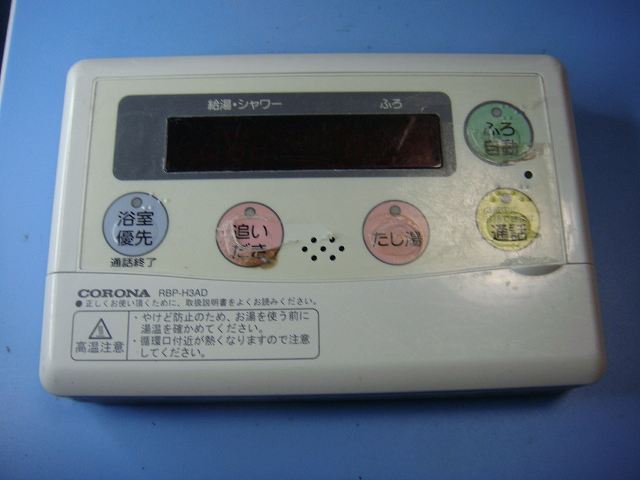 給湯・シャワー ふろ
ふろ
自動
浴室
優先
通話終了
追い
だき
たし湯
通話
CORONA RBP-H3AD
●正しくお使い頂くために、取扱説明書をよくお読みください。
高温注意
・やけど防止のため、お湯を使う前に
湯温を確かめてください。
・循環口付近が熱くなりますので注意
してください。